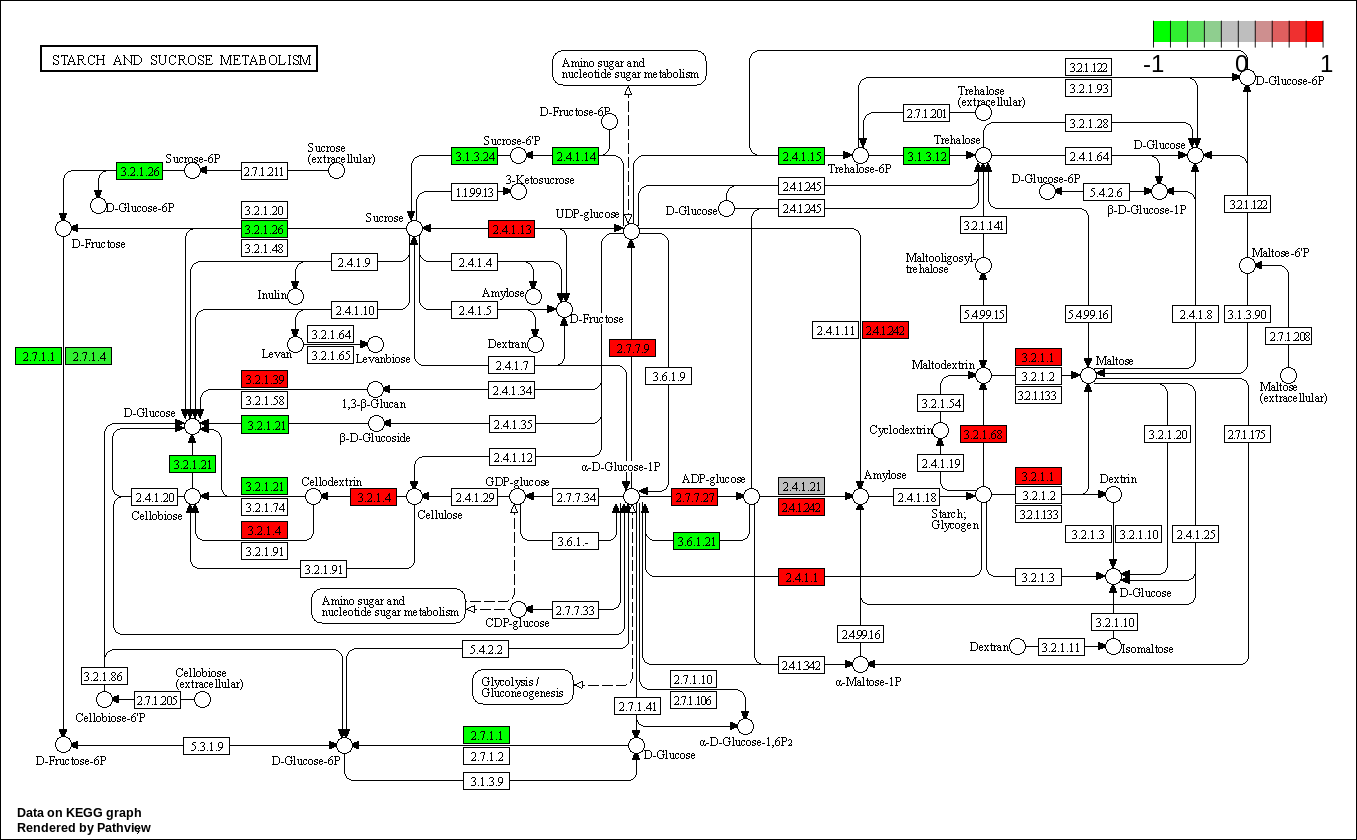 STARCH AND SUCROSE METABOLISM
-1 0 1
Amino sugar and
nucleotide sugar metabolism
3.2.1.122
D-Glucose-6P
3.2.1.93
Trehalose
(extracellular)
2.7.1.201
D-Fructose-6P
3.2.1.28
Sucrose-6'P
Trehalose
D-Glucose
Sucrose
(extracellular)
Sucrose-6P
3.1.3.24
2.4.1.14
2.4.1.15
3.1.3.12
2.4.1.64
Trehalose-6P
3.2.1.26
2.7.1.211
3-Ketosucrose
1.1.99.13
2.4.1.245
D-Glucose-6P
5.4.2.6
D-Glucose-6P
3.2.1.20
D-Glucose
2.4.1.245
β-D-Glucose-1P
3.2.1.122
Sucrose
UDP-glucose
3.2.1.26
2.4.1.13
3.2.1.141
D-Fructose
3.2.1.48
Maltose-6'P
2.4.1.9
2.4.1.4
Maltooligosyl-
trehalose
Inulin
Amylose
2.4.1.10
2.4.1.5
D-Fructose
5.4.99.15
5.4.99.16
2.4.1.8
3.1.3.90
3.2.1.64
2.4.1.11
2.4.1.242
2.7.1.208
Levan
3.2.1.65
Levanbiose
Dextran
2.7.7.9
2.7.1.1
2.7.1.4
2.4.1.7
Maltodextrin
3.2.1.1
Maltose
3.2.1.39
3.6.1.9
3.2.1.2
3.2.1.58
2.4.1.34
3.2.1.133
Maltose
(extracellular)
1,3-β-Glucan
3.2.1.54
D-Glucose
3.2.1.21
2.4.1.35
Cyclodextrin
3.2.1.68
3.2.1.20
2.7.1.175
β-D-Glucoside
2.4.1.12
3.2.1.21
α-D-Glucose-1P
2.4.1.19
Cellodextrin
GDP-glucose
ADP-glucose
Amylose
3.2.1.1
Dextrin
3.2.1.21
2.4.1.21
2.4.1.20
3.2.1.4
2.4.1.29
2.7.7.34
2.7.7.27
2.4.1.18
3.2.1.2
3.2.1.74
2.4.1.242
Cellobiose
Cellulose
Starch;
Glycogen
3.2.1.133
3.2.1.4
3.6.1.-
3.6.1.21
3.2.1.3
3.2.1.10
2.4.1.25
3.2.1.91
3.2.1.91
2.4.1.1
3.2.1.3
D-Glucose
Amino sugar and
nucleotide sugar metabolism
2.7.7.33
CDP-glucose
3.2.1.10
2.4.99.16
5.4.2.2
Dextran
3.2.1.11
Isomaltose
2.4.1.342
3.2.1.86
Cellobiose
(extracellular)
Glycolysis /
Gluconeogenesis
2.7.1.10
α-Maltose-1P
2.7.1.205
2.7.1.41
2.7.1.106
Cellobiose-6'P
2.7.1.1
α-D-Glucose-1,6P2
5.3.1.9
D-Fructose-6P
D-Glucose-6P
2.7.1.2
D-Glucose
3.1.3.9
Data on KEGG graph
Rendered by Pathview